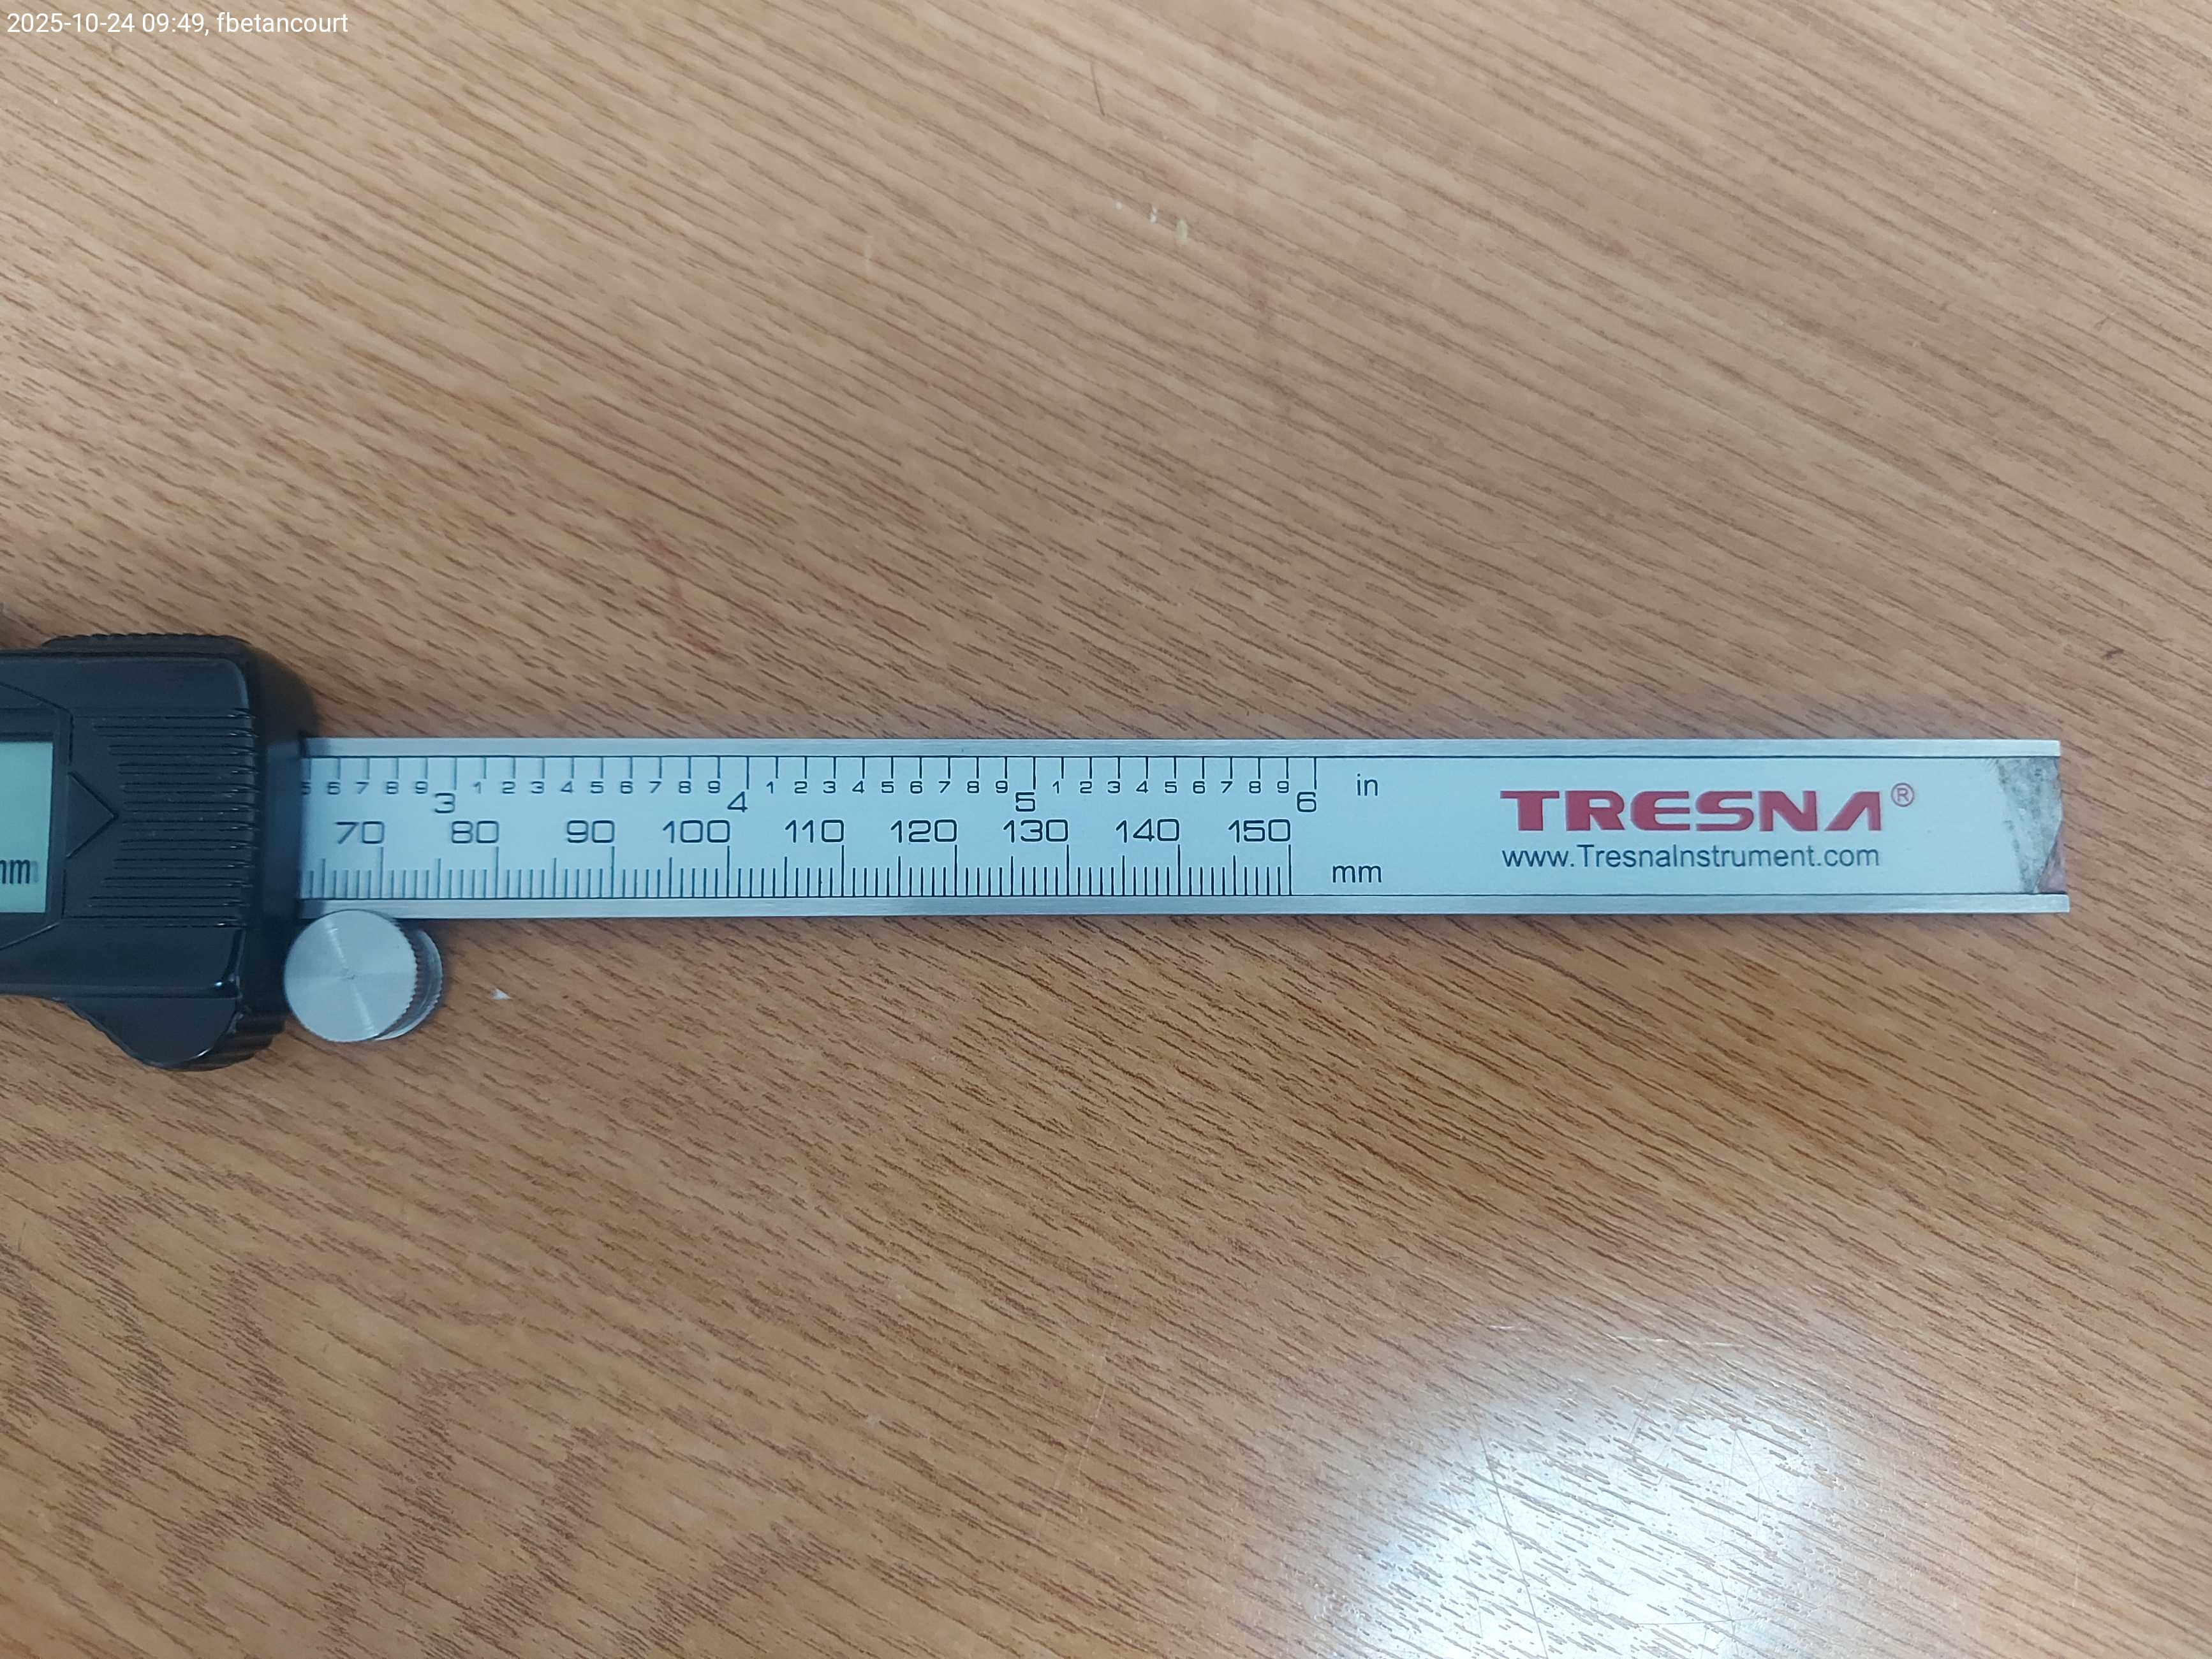 2025-10-24 09:49, fbetancourt
6 7 8 9 3 1 2 3 4 5 6 7 8 9 4 1 2 3 4 5 6 7 8 9 5 1 2 3 4 5 6 7 8 9 6 in
70 80 90 100 110 120 130 140 150
mm
TRESNA®
www.TresnaInstrument.com